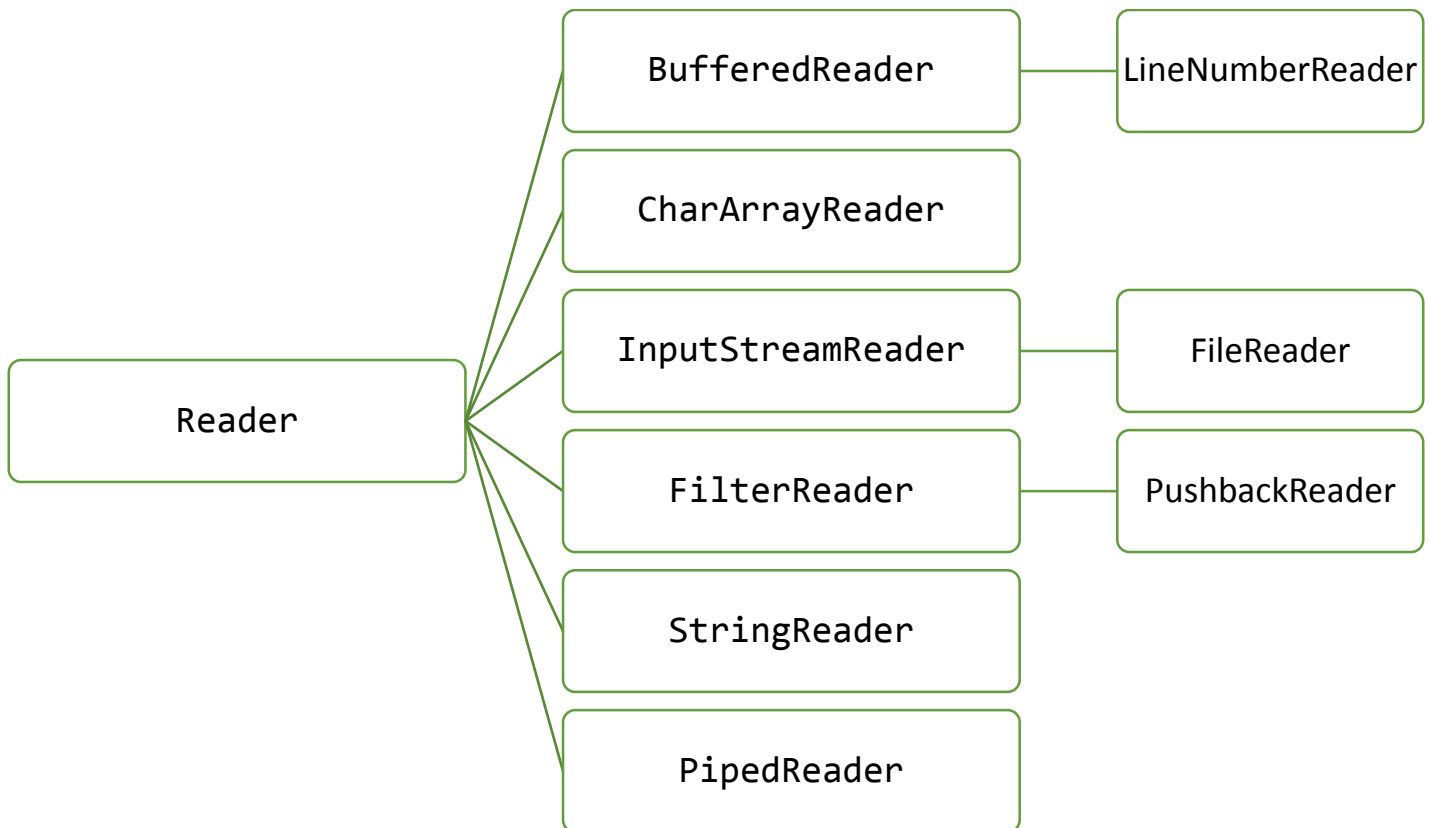 BufferedReader
LineNumberReader
CharArrayReader
InputStreamReader
FileReader
Reader
FilterReader
PushbackReader
StringReader
PipedReader